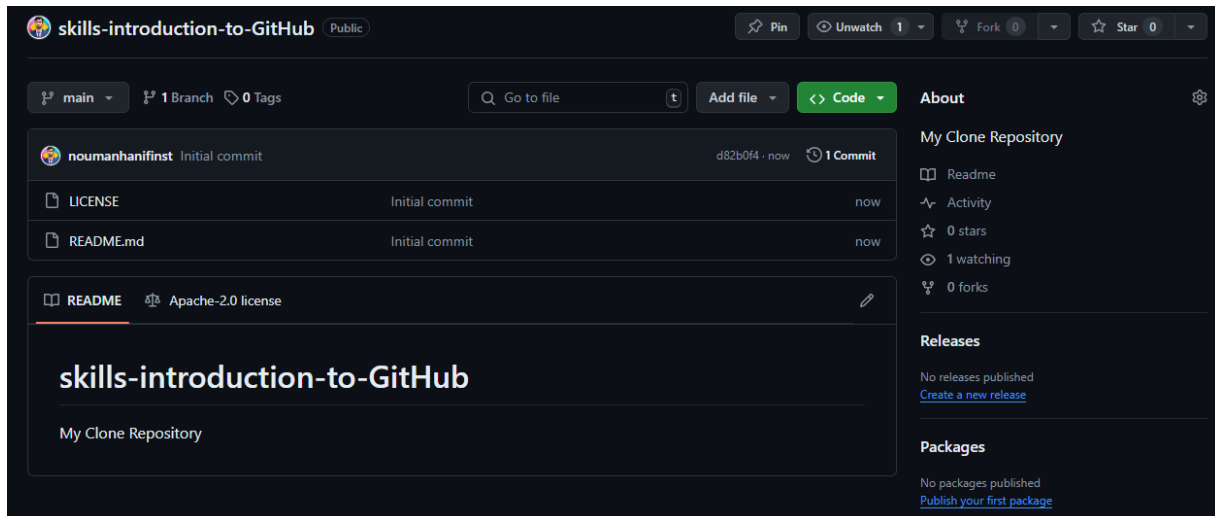 skills-introduction-to-GitHub Public
Pin
Unwatch 1
Fork 0
Star 0
main
1 Branch
0 Tags
Go to file
t
Add file
Code
noumanhanifinst Initial commit d82b0f4 · now 1 Commit
LICENSE Initial commit now
README.md Initial commit now
README Apache-2.0 license
skills-introduction-to-GitHub
My Clone Repository
About
My Clone Repository
Readme
Activity
0 stars
1 watching
0 forks
Releases
No releases published
Create a new release
Packages
No packages published
Publish your first package